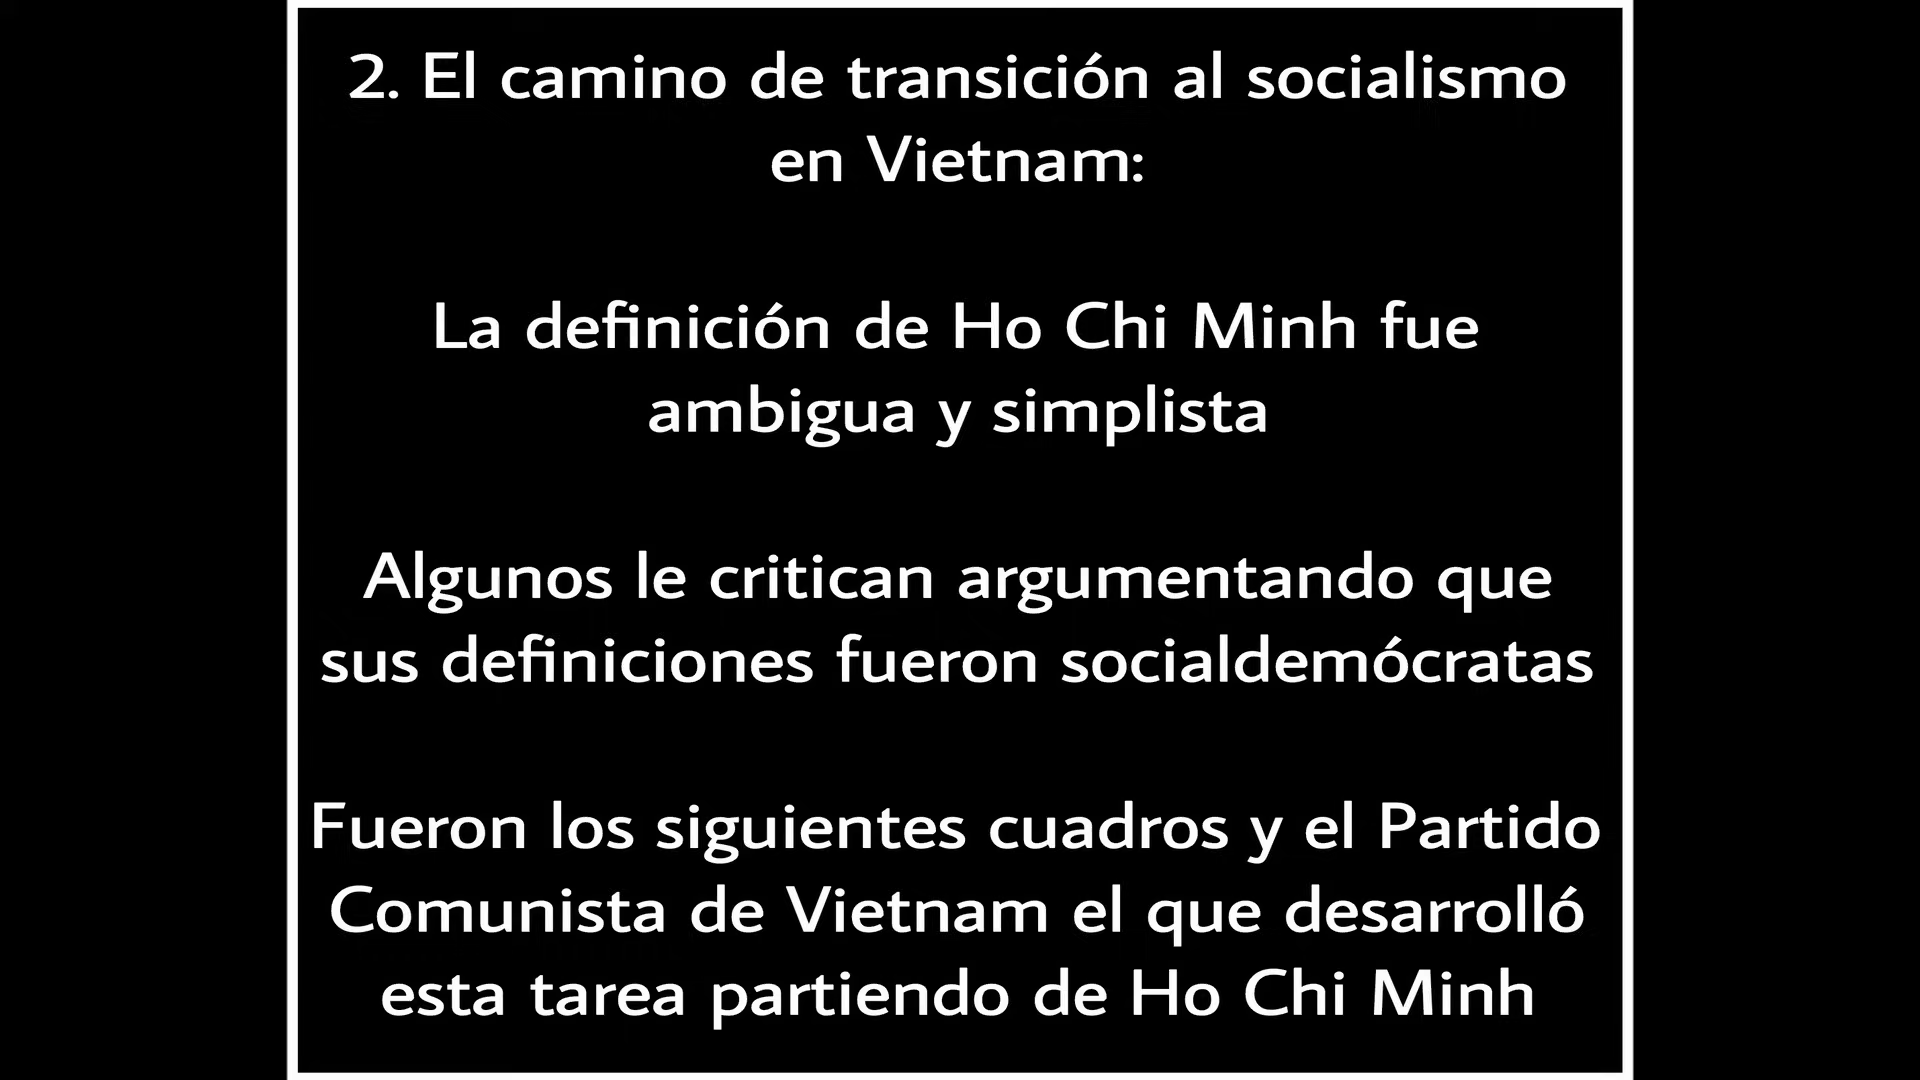 2. El camino de transición al socialismo
en Vietnam:
La definición de Ho Chi Minh fue
ambigua y simplista
Algunos le critican argumentando que
sus definiciones fueron socialdemócratas
Fueron los siguientes cuadros y el Partido
Comunista de Vietnam el que desarrolló
esta tarea partiendo de Ho Chi Minh